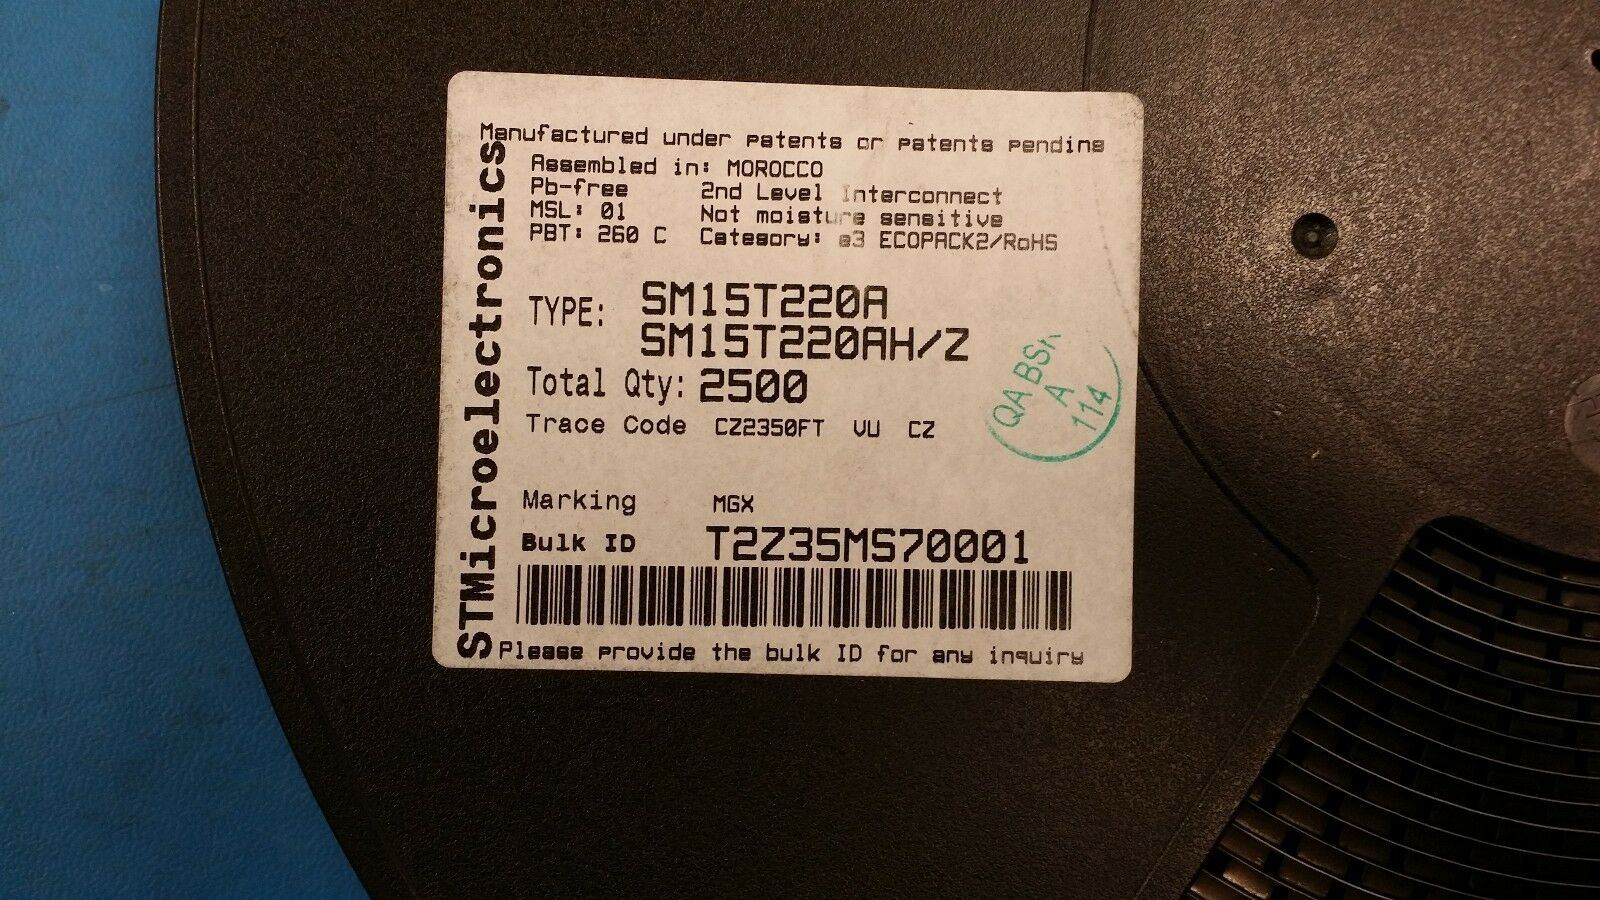 STMicroelectronics
Manufactured under patents or patents pending
Assembled in: MOROCCO
Pb-free 2nd Level Interconnect
MSL: 01 Not moisture sensitive
PBT: 260 C Category: e3 ECOPACK2/RoHS
TYPE: SM15T220A
SM15T220AH/Z
Total Qty: 2500
Trace Code CZ2350FT VU CZ
QA
A
114
Marking MGX
Bulk ID T2Z35MS70001
Please provide the bulk ID for any inquiry